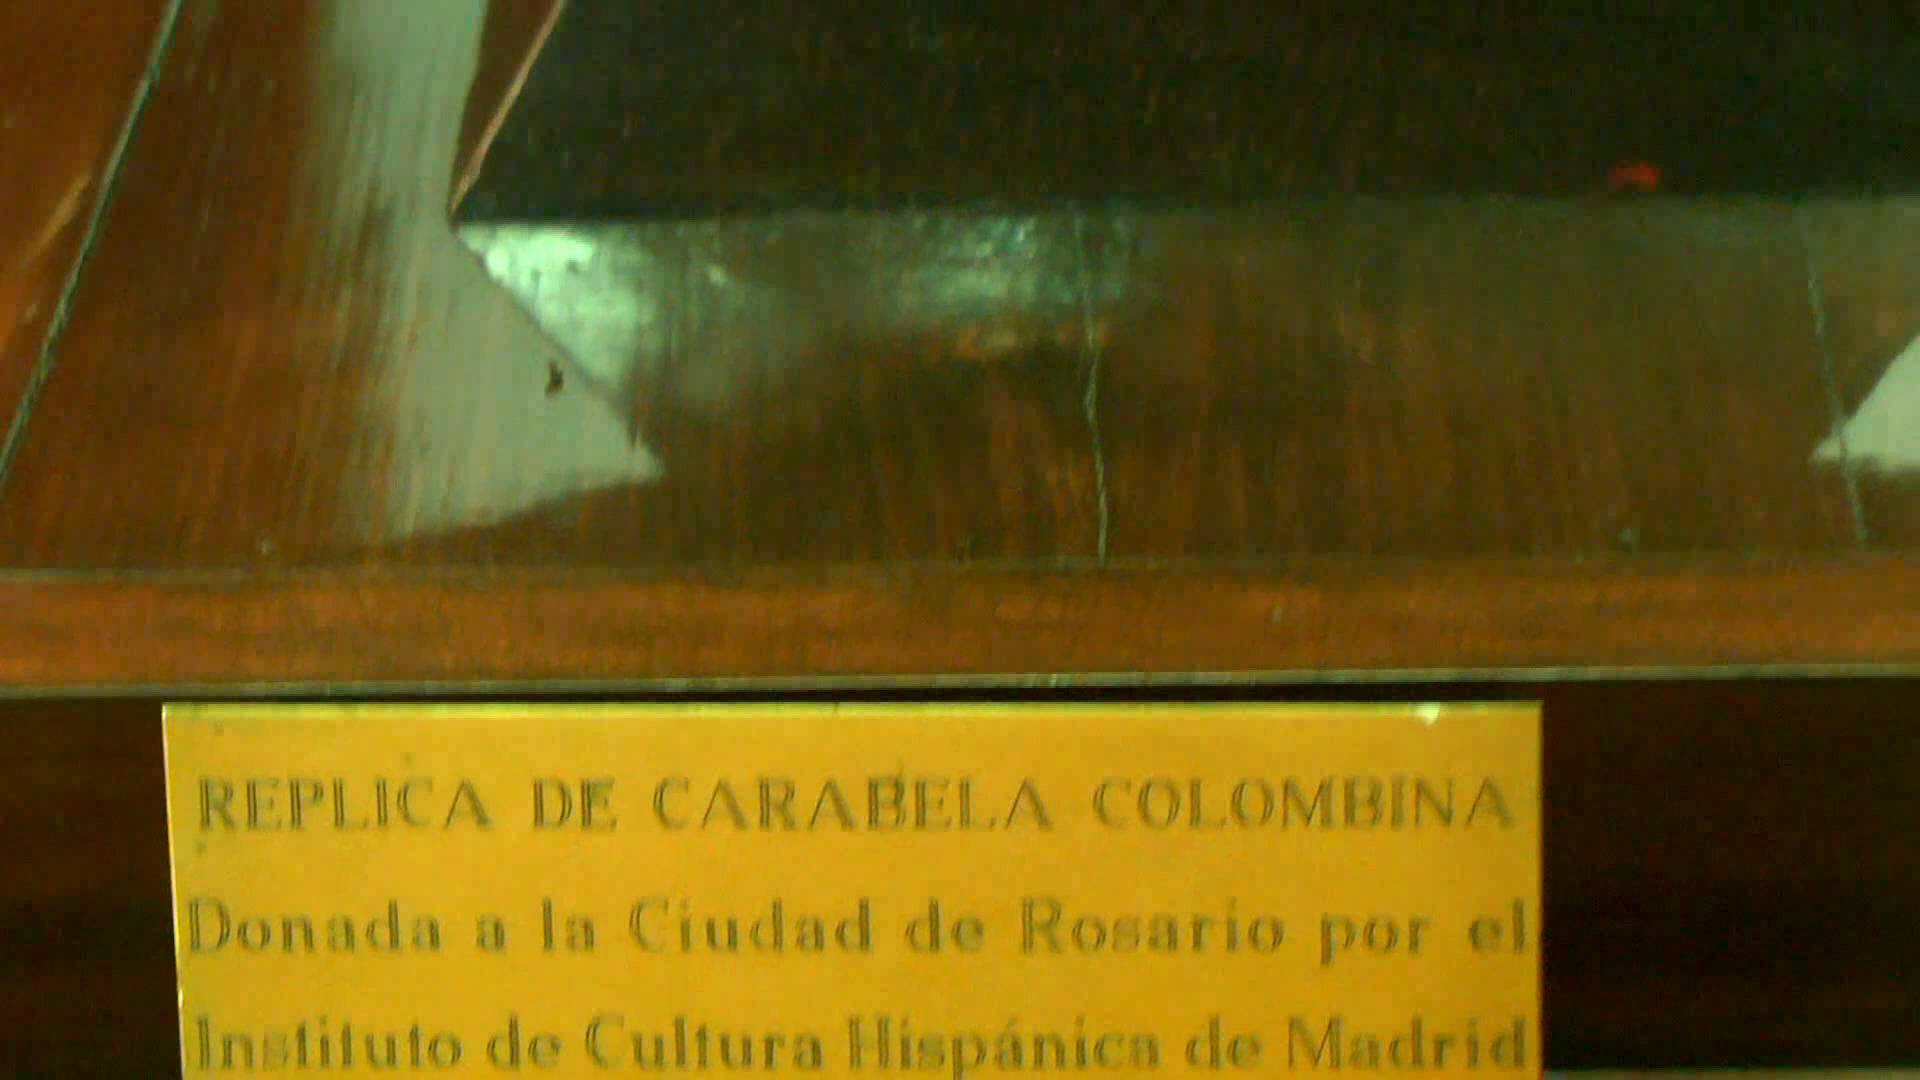 REPLICA DE CARABELA COLOMBINA
Donada a la Ciudad de Rosario por el
Instituto de Cultura Hispánica de Madrid